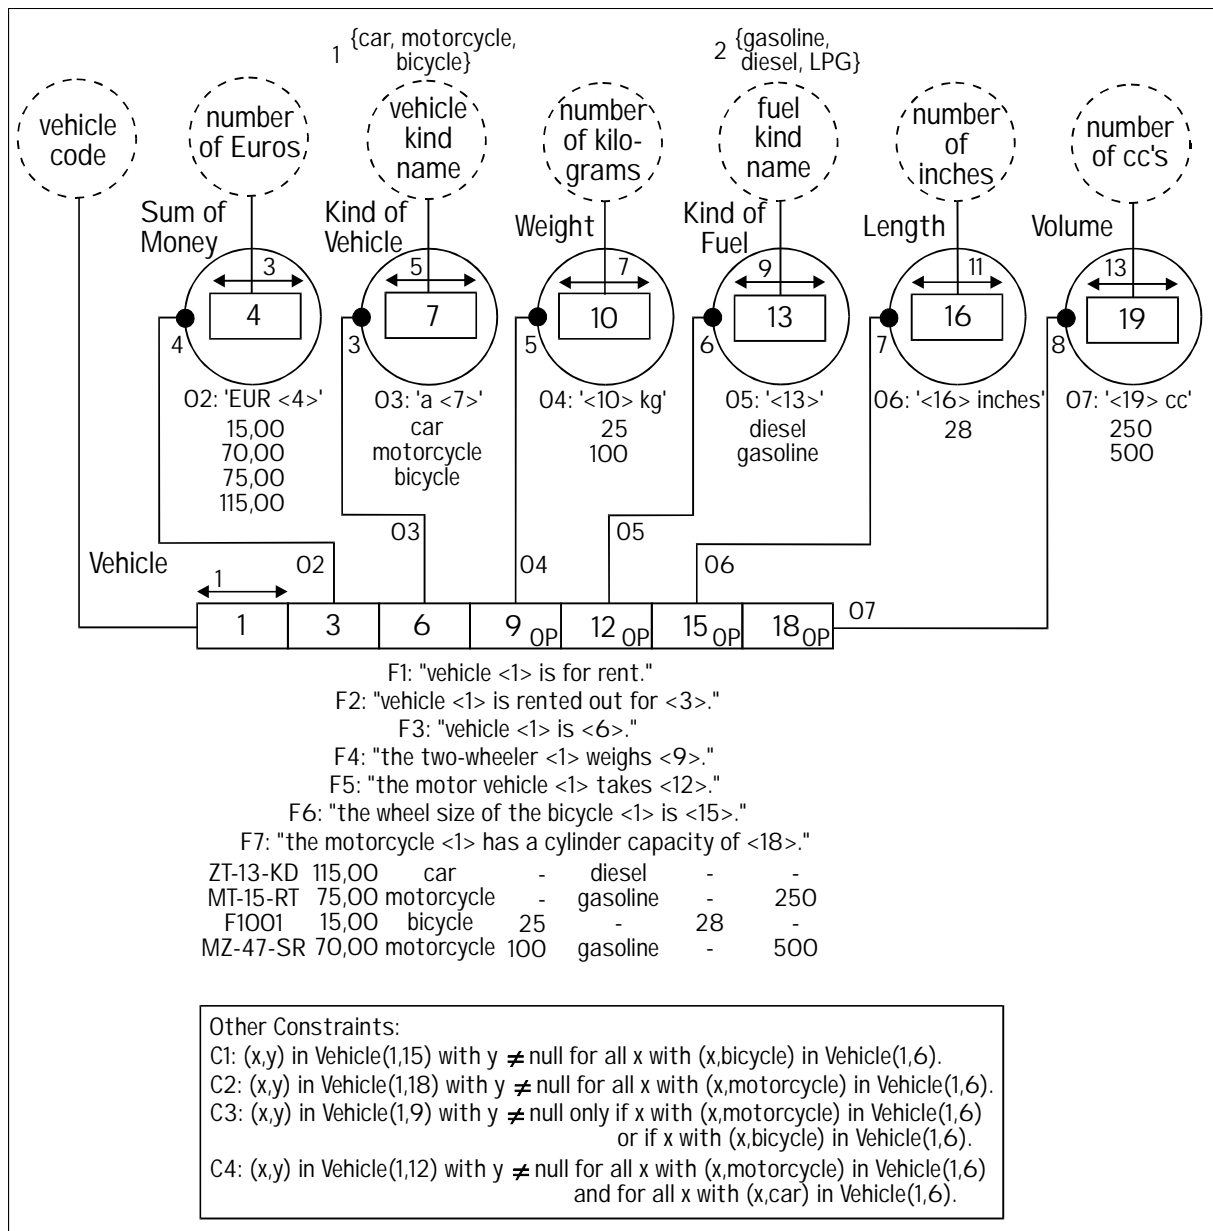 1 {car, motorcycle, bicycle}
2 {gasoline, diesel, LPG}
vehicle code
number of Euros
vehicle kind name
number of kilo-grams
fuel kind name
number of inches
number of cc's
Sum of Money
Kind of Vehicle
Weight
Kind of Fuel
Length
Volume
3
5
7
9
11
13
4
7
10
13
16
19
4
3
5
6
7
8
O2: 'EUR <4>'
15,00
70,00
75,00
115,00
O3: 'a <7>'
car
motorcycle
bicycle
O4: '<10> kg'
25
100
O5: '<13>'
diesel
gasoline
O6: '<16> inches'
28
O7: '<19> cc'
250
500
Vehicle
1
O2
O3
O4
O5
O6
O7
1 3 6 9 OP 12 OP 15 OP 18 OP
F1: "vehicle <1> is for rent."
F2: "vehicle <1> is rented out for <3>."
F3: "vehicle <1> is <6>."
F4: "the two-wheeler <1> weighs <9>."
F5: "the motor vehicle <1> takes <12>."
F6: "the wheel size of the bicycle <1> is <15>."
F7: "the motorcycle <1> has a cylinder capacity of <18>."
ZT-13-KD 115,00 car - diesel - -
MT-15-RT 75,00 motorcycle - gasoline - 250
F1001 15,00 bicycle 25 - 28 -
MZ-47-SR 70,00 motorcycle 100 gasoline - 500
Other Constraints:
C1: (x,y) in Vehicle(1,15) with y ≠ null for all x with (x,bicycle) in Vehicle(1,6).
C2: (x,y) in Vehicle(1,18) with y ≠ null for all x with (x,motorcycle) in Vehicle(1,6).
C3: (x,y) in Vehicle(1,9) with y ≠ null only if x with (x,motorcycle) in Vehicle(1,6)
or if x with (x,bicycle) in Vehicle(1,6).
C4: (x,y) in Vehicle(1,12) with y ≠ null for all x with (x,motorcycle) in Vehicle(1,6)
and for all x with (x,car) in Vehicle(1,6).